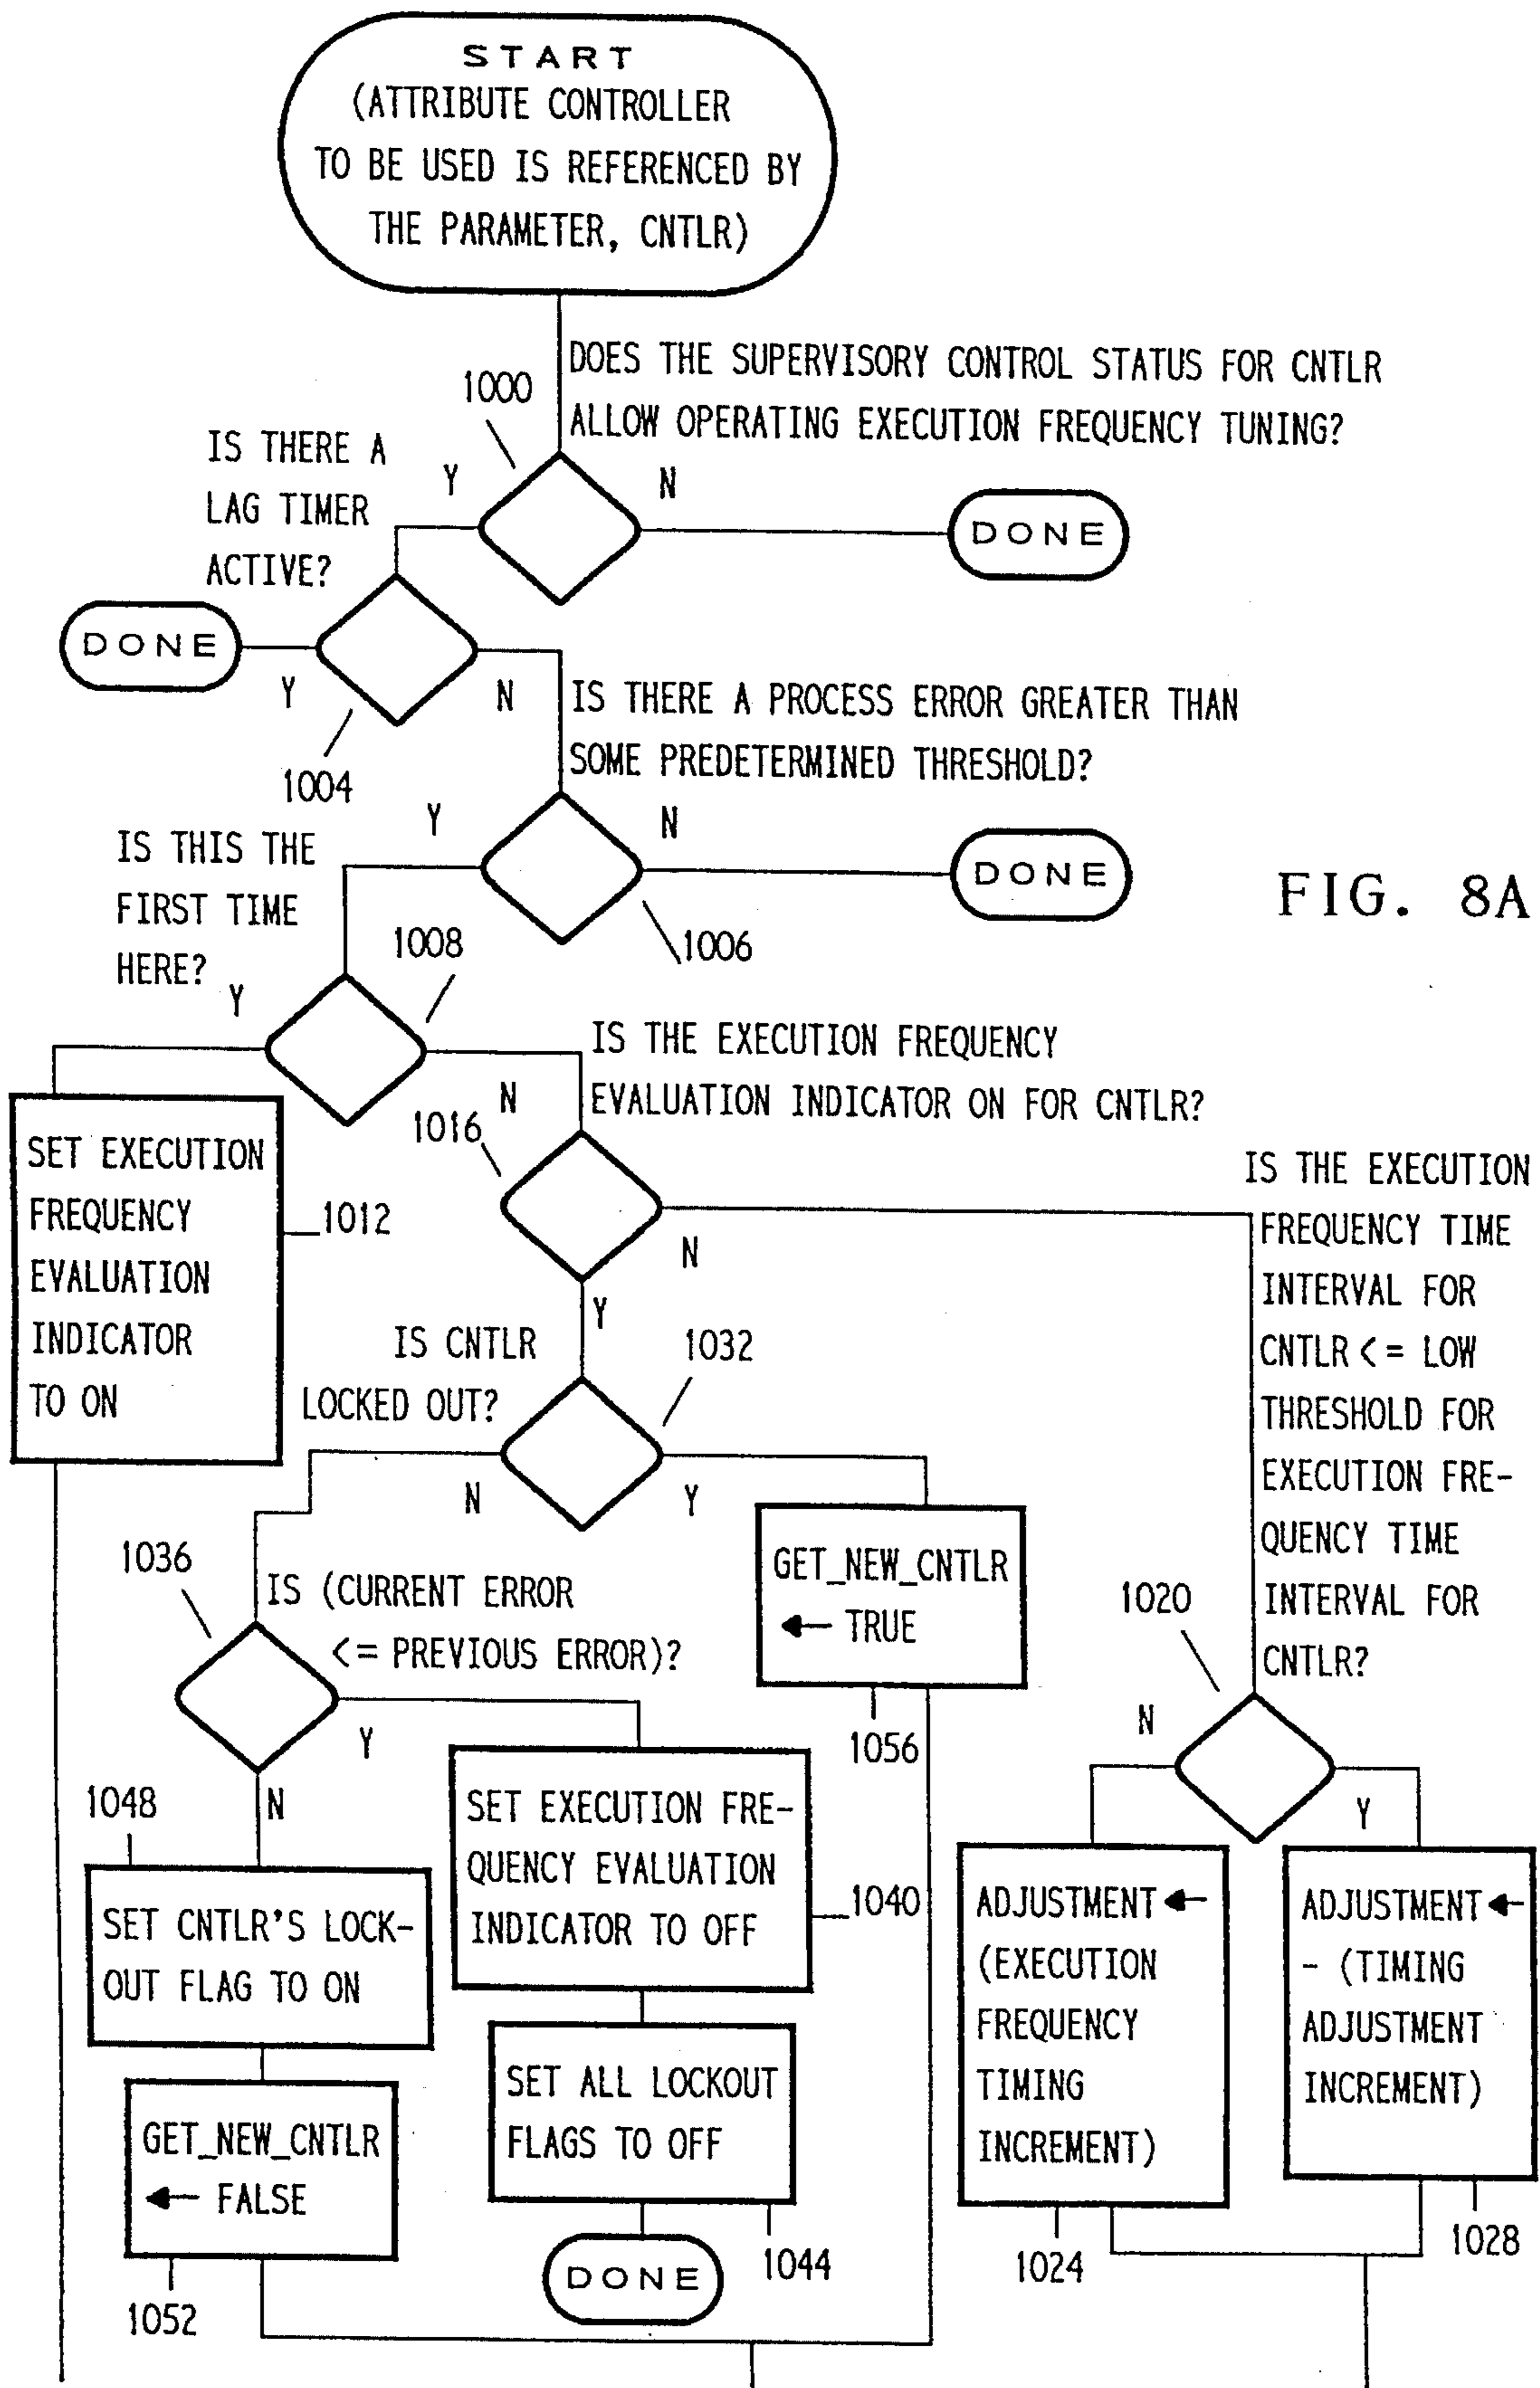 START
(ATTRIBUTE CONTROLLER
TO BE USED IS REFERENCED BY
THE PARAMETER, CNTLR)
DOES THE SUPERVISORY CONTROL STATUS FOR CNTLR
ALLOW OPERATING EXECUTION FREQUENCY TUNING?
1000
Y
N
DONE
IS THERE A
LAG TIMER
ACTIVE?
DONE
Y
N
1004
IS THERE A PROCESS ERROR GREATER THAN
SOME PREDETERMINED THRESHOLD?
Y
N
DONE
1006
FIG. 8A
IS THIS THE
FIRST TIME
HERE?
1008
Y
N
SET EXECUTION
FREQUENCY
EVALUATION
INDICATOR
TO ON
1012
IS THE EXECUTION FREQUENCY
EVALUATION INDICATOR ON FOR CNTLR?
1016
N
Y
IS THE EXECUTION
FREQUENCY TIME
INTERVAL FOR
CNTLR <= LOW
THRESHOLD FOR
EXECUTION FRE-
QUENCY TIME
INTERVAL FOR
CNTLR?
1020
N
Y
IS CNTLR
LOCKED OUT?
1032
N
Y
GET_NEW_CNTLR
← TRUE
1056
1036
IS (CURRENT ERROR
<= PREVIOUS ERROR)?
Y
N
1048
SET CNTLR'S LOCK-
OUT FLAG TO ON
GET_NEW_CNTLR
← FALSE
1052
SET EXECUTION FRE-
QUENCY EVALUATION
INDICATOR TO OFF
1040
SET ALL LOCKOUT
FLAGS TO OFF
1044
DONE
ADJUSTMENT ←
(EXECUTION
FREQUENCY
TIMING
INCREMENT)
1024
ADJUSTMENT ←
- (TIMING
ADJUSTMENT
INCREMENT)
1028